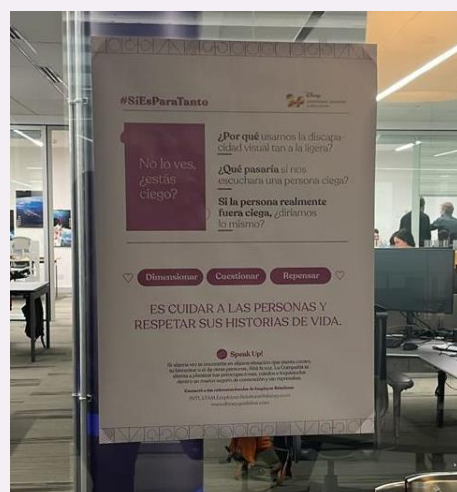 #SíEsParaTanto
Disney
No lo ves,
¿estás
ciego?
¿Por qué usamos la discapa-
cidad visual tan a la ligera?
¿Qué pasaría si nos
escuchara una persona ciega?
Si la persona realmente
fuera ciega, ¿diríamos
lo mismo?
Dimensionar
Cuestionar
Repensar
ES CUIDAR A LAS PERSONAS Y
RESPETAR SUS HISTORIAS DE VIDA.
Speak Up!